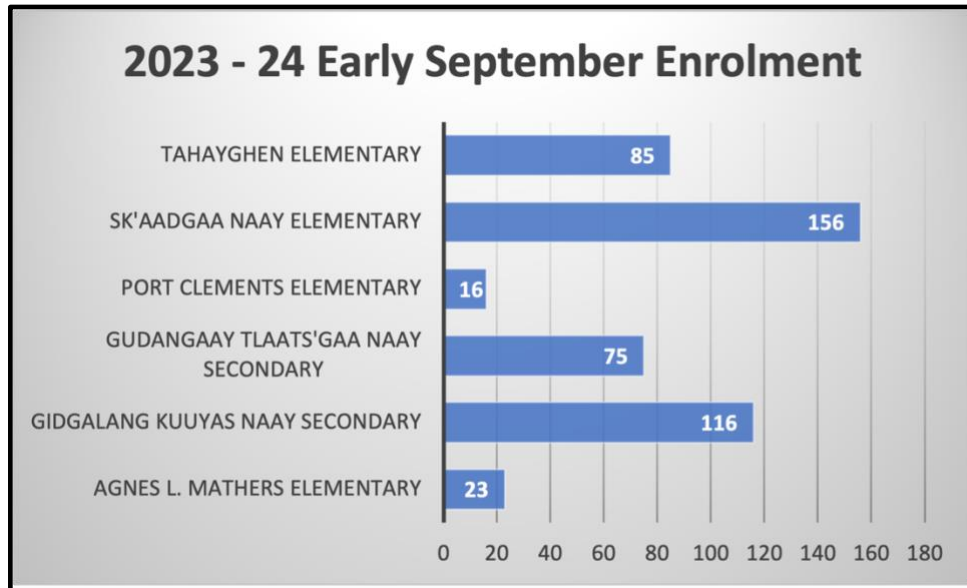 2023 - 24 Early September Enrolment
TAHAYGHEN ELEMENTARY
85
SK'AADGAA NAAY ELEMENTARY
156
PORT CLEMENTS ELEMENTARY
16
GUDANGAAY TLAATS'GAA NAAY
SECONDARY
75
GIDGALANG KUUYAS NAAY SECONDARY
116
AGNES L. MATHERS ELEMENTARY
23
0 20 40 60 80 100 120 140 160 180